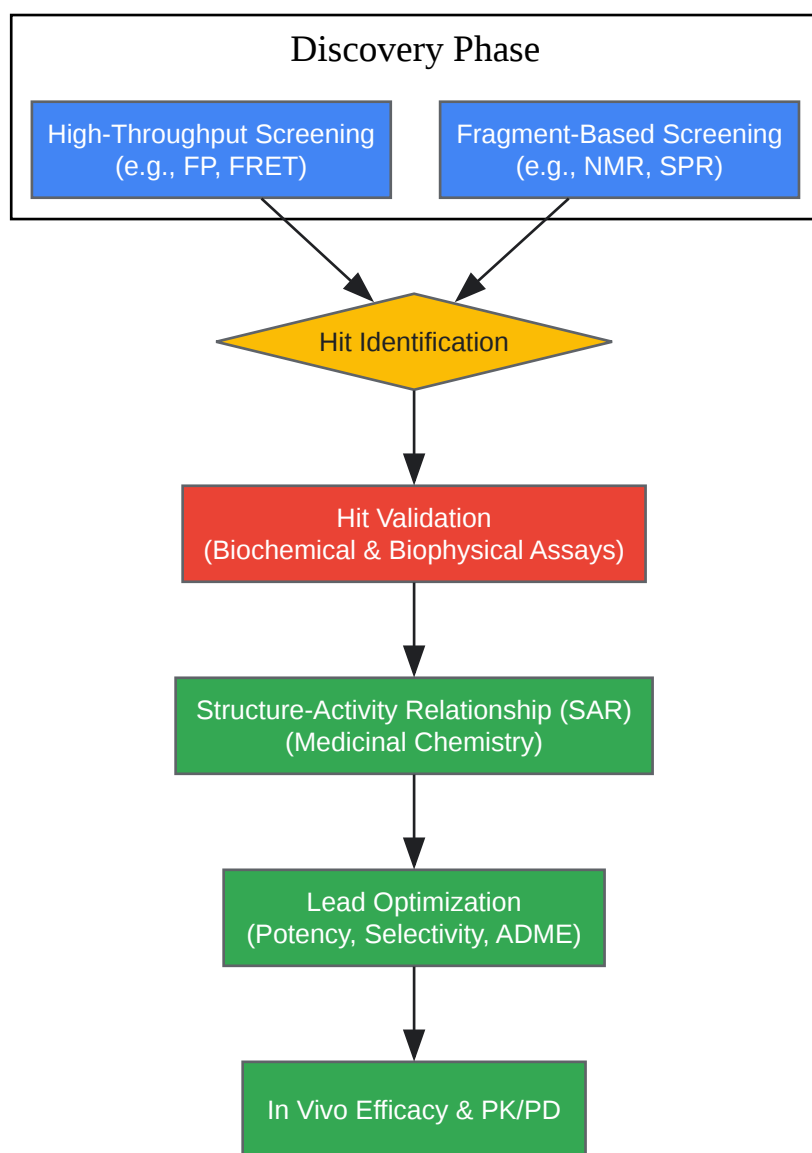 Discovery Phase
High-Throughput Screening
(e.g., FP, FRET)
Fragment-Based Screening
(e.g., NMR, SPR)
Hit Identification
Hit Validation
(Biochemical & Biophysical Assays)
Structure-Activity Relationship (SAR)
(Medicinal Chemistry)
Lead Optimization
(Potency, Selectivity, ADME)
In Vivo Efficacy & PK/PD